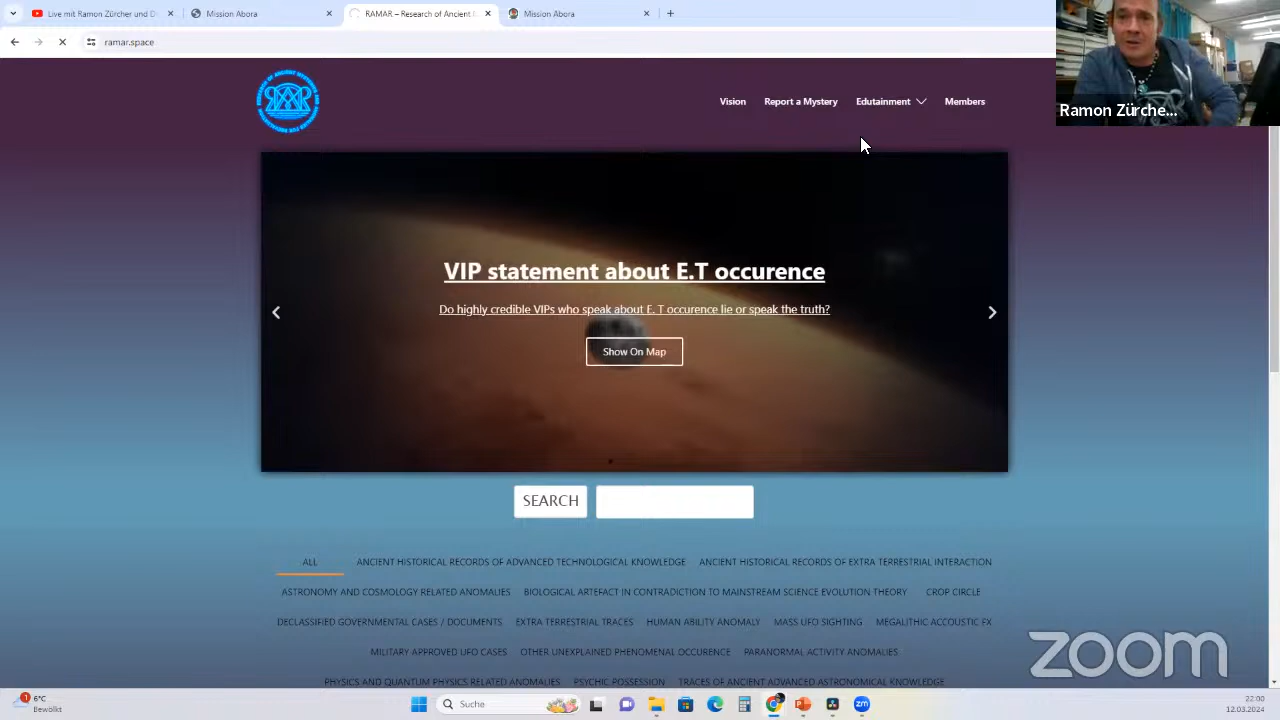 Live mit Ramon Zürcher und D
Mission Abora
RAMAR – Research of Ancient M
Mission Abora
ramar.space
Vision
Report a Mystery
Edutainment
Members
Ramon Zürche...
VIP statement about E.T occurence
Do highly credible VIPs who speak about E. T occurence lie or speak the truth?
Show On Map
SEARCH
ALL ANCIENT HISTORICAL RECORDS OF ADVANCED TECHNOLOGICAL KNOWLEDGE ANCIENT HISTORICAL RECORDS OF EXTRA TERRESTRIAL INTERACTION
ASTRONOMY AND COSMOLOGY RELATED ANOMALIES BIOLOGICAL ARTEFACT IN CONTRADICTION TO MAINSTREAM SCIENCE EVOLUTION THEORY CROP CIRCLE
DECLASSIFIED GOVERNMENTAL CASES / DOCUMENTS EXTRA TERRESTRIAL TRACES HUMAN ABILITY ANOMALY MASS UFO SIGHTING MEGALITHIC ACCOUSTIC FX
MILITARY APPROVED UFO CASES OTHER UNEXPLAINED PHENOMENAL OCCURENCE PARANORMAL ACTIVITY ANOMALIES
PHYSICS AND QUANTUM PHYSICS RELATED ANOMALIES PSYCHIC POSSESSION TRACES OF ANCIENT ADVANCED ASTRONOMICAL KNOWLEDGE
zoom
1
6°C
Bewölkt
Suche
zm
22:00
12.03.2024